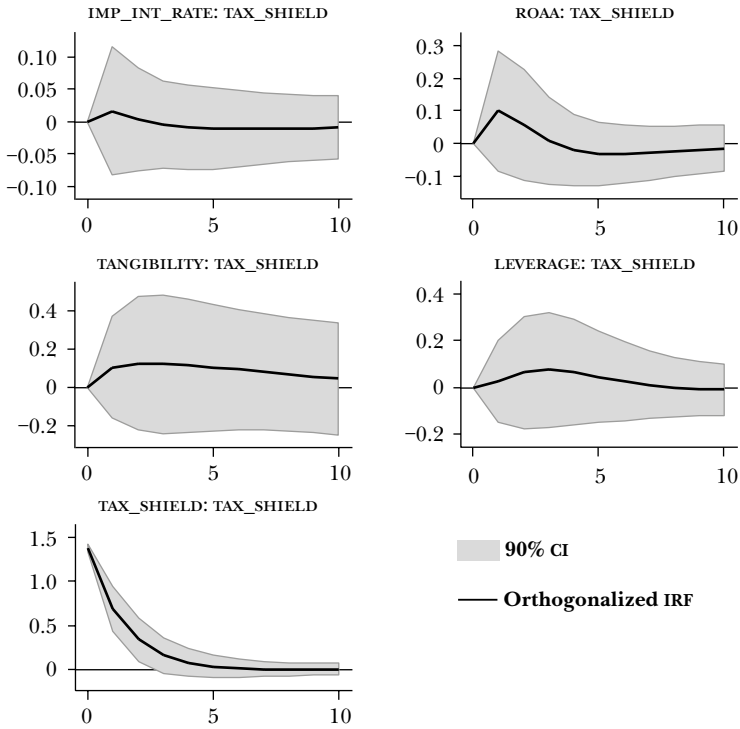 IMP_INT_RATE: TAX_SHIELD
0.10
0.05
0
−0.05
−0.10
0 5 10
ROAA: TAX_SHIELD
0.3
0.2
0.1
0
−0.1
0 5 10
TANGIBILITY: TAX_SHIELD
0.4
0.2
0
−0.2
0 5 10
LEVERAGE: TAX_SHIELD
0.4
0.2
0
−0.2
0 5 10
TAX_SHIELD: TAX_SHIELD
1.5
1.0
0.5
0
0 5 10
90% CI
Orthogonalized IRF